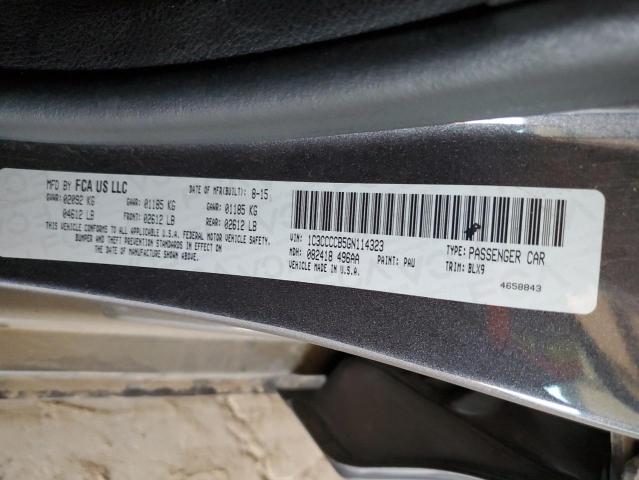 MFD BY FCA US LLC DATE OF MFR(BUILT): 8-15
GVWR: 02092 KG GAWR: 01185 KG GAWR: 01185 KG
04612 LB FRONT: 02612 LB REAR: 02612 LB
THIS VEHICLE CONFORMS TO ALL APPLICABLE U.S.A. FEDERAL MOTOR VEHICLE SAFETY,
BUMPER AND THEFT PREVENTION STANDARDS IN EFFECT ON
THE DATE OF MANUFACTURE SHOWN ABOVE.
VIN: 1C3CCCCB5GN114323 TYPE: PASSENGER CAR
MDH: 082418 496AA PAINT: PAU TRIM: BLX9
VEHICLE MADE IN U.S.A.
4658843